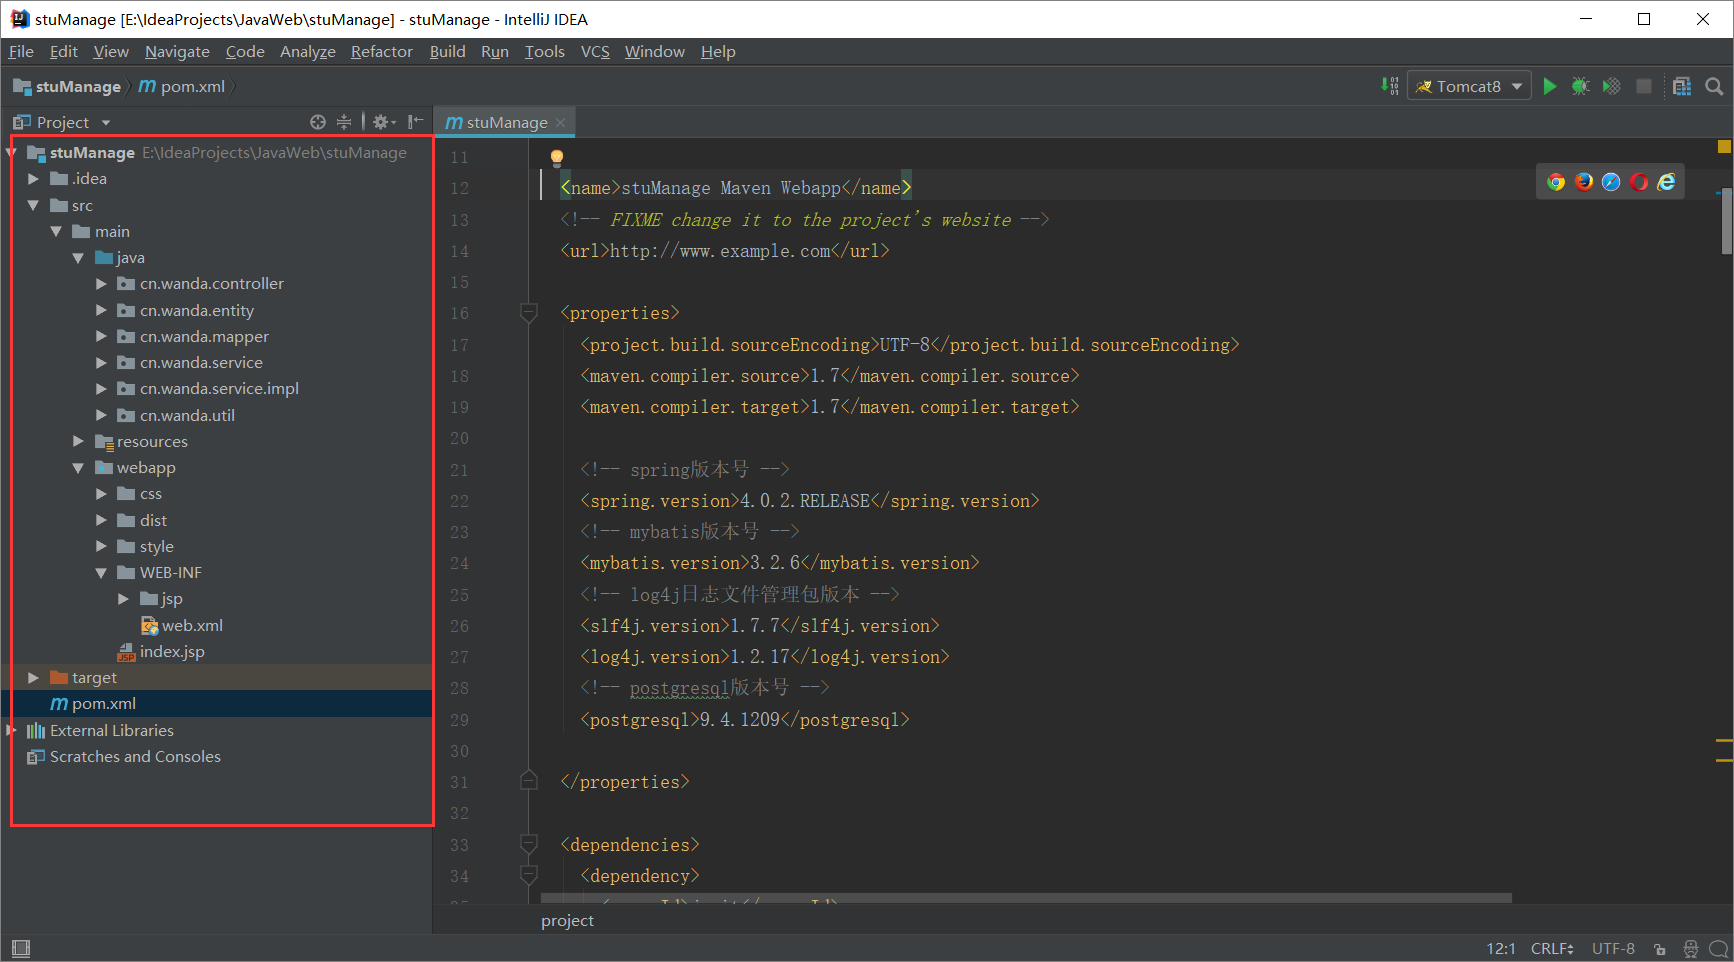 stuManage [E:\IdeaProjects\JavaWeb\stuManage] - stuManage - IntelliJ IDEA
File Edit View Navigate Code Analyze Refactor Build Run Tools VCS Window Help
stuManage pom.xml
Tomcat8
Project
stuManage
stuManage E:\IdeaProjects\JavaWeb\stuManage
.idea
src
main
java
cn.wanda.controller
cn.wanda.entity
cn.wanda.mapper
cn.wanda.service
cn.wanda.service.impl
cn.wanda.util
resources
webapp
css
dist
style
WEB-INF
jsp
web.xml
index.jsp
target
pom.xml
External Libraries
Scratches and Consoles
11
12 <name>stuManage Maven Webapp</name>
13 <!-- FIXME change it to the project's website -->
14 <url>http://www.example.com</url>
15
16 <properties>
17 <project.build.sourceEncoding>UTF-8</project.build.sourceEncoding>
18 <maven.compiler.source>1.7</maven.compiler.source>
19 <maven.compiler.target>1.7</maven.compiler.target>
20
21 <!-- spring版本号 -->
22 <spring.version>4.0.2.RELEASE</spring.version>
23 <!-- mybatis版本号 -->
24 <mybatis.version>3.2.6</mybatis.version>
25 <!-- log4j日志文件管理包版本 -->
26 <slf4j.version>1.7.7</slf4j.version>
27 <log4j.version>1.2.17</log4j.version>
28 <!-- postgresql版本号 -->
29 <postgresql>9.4.1209</postgresql>
30
31 </properties>
32
33 <dependencies>
34 <dependency>
project
12:1 CRLF UTF-8